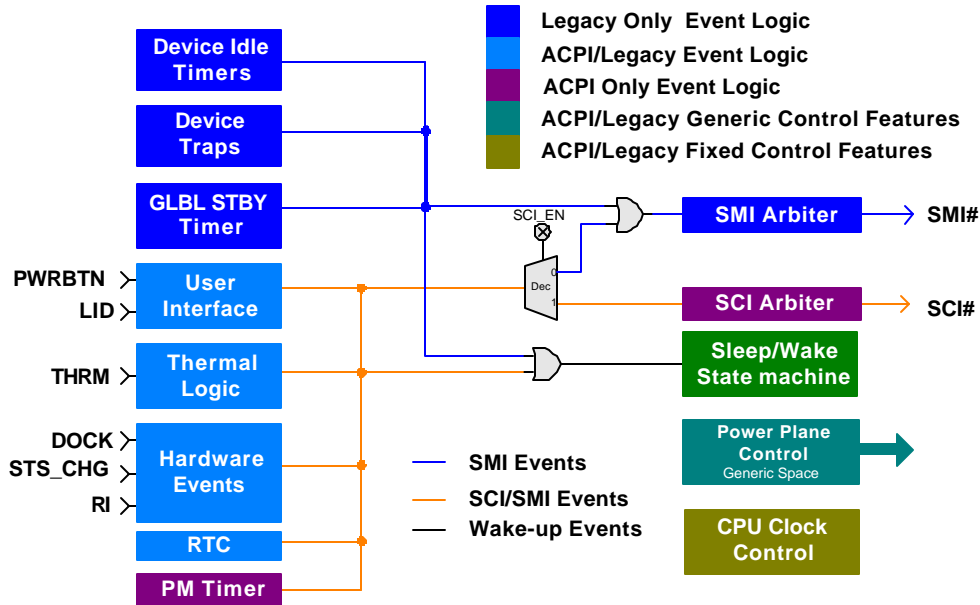 Legacy Only Event Logic
ACPI/Legacy Event Logic
ACPI Only Event Logic
ACPI/Legacy Generic Control Features
ACPI/Legacy Fixed Control Features
Device Idle
Timers
Device
Traps
GLBL STBY
Timer
PWRBTN
LID
User
Interface
THRM
Thermal
Logic
DOCK
STS_CHG
RI
Hardware
Events
RTC
PM Timer
SCI_EN
Dec
0
1
SMI Arbiter
SMI#
SCI Arbiter
SCI#
Sleep/Wake
State machine
Power Plane
Control
Generic Space
CPU Clock
Control
SMI Events
SCI/SMI Events
Wake-up Events